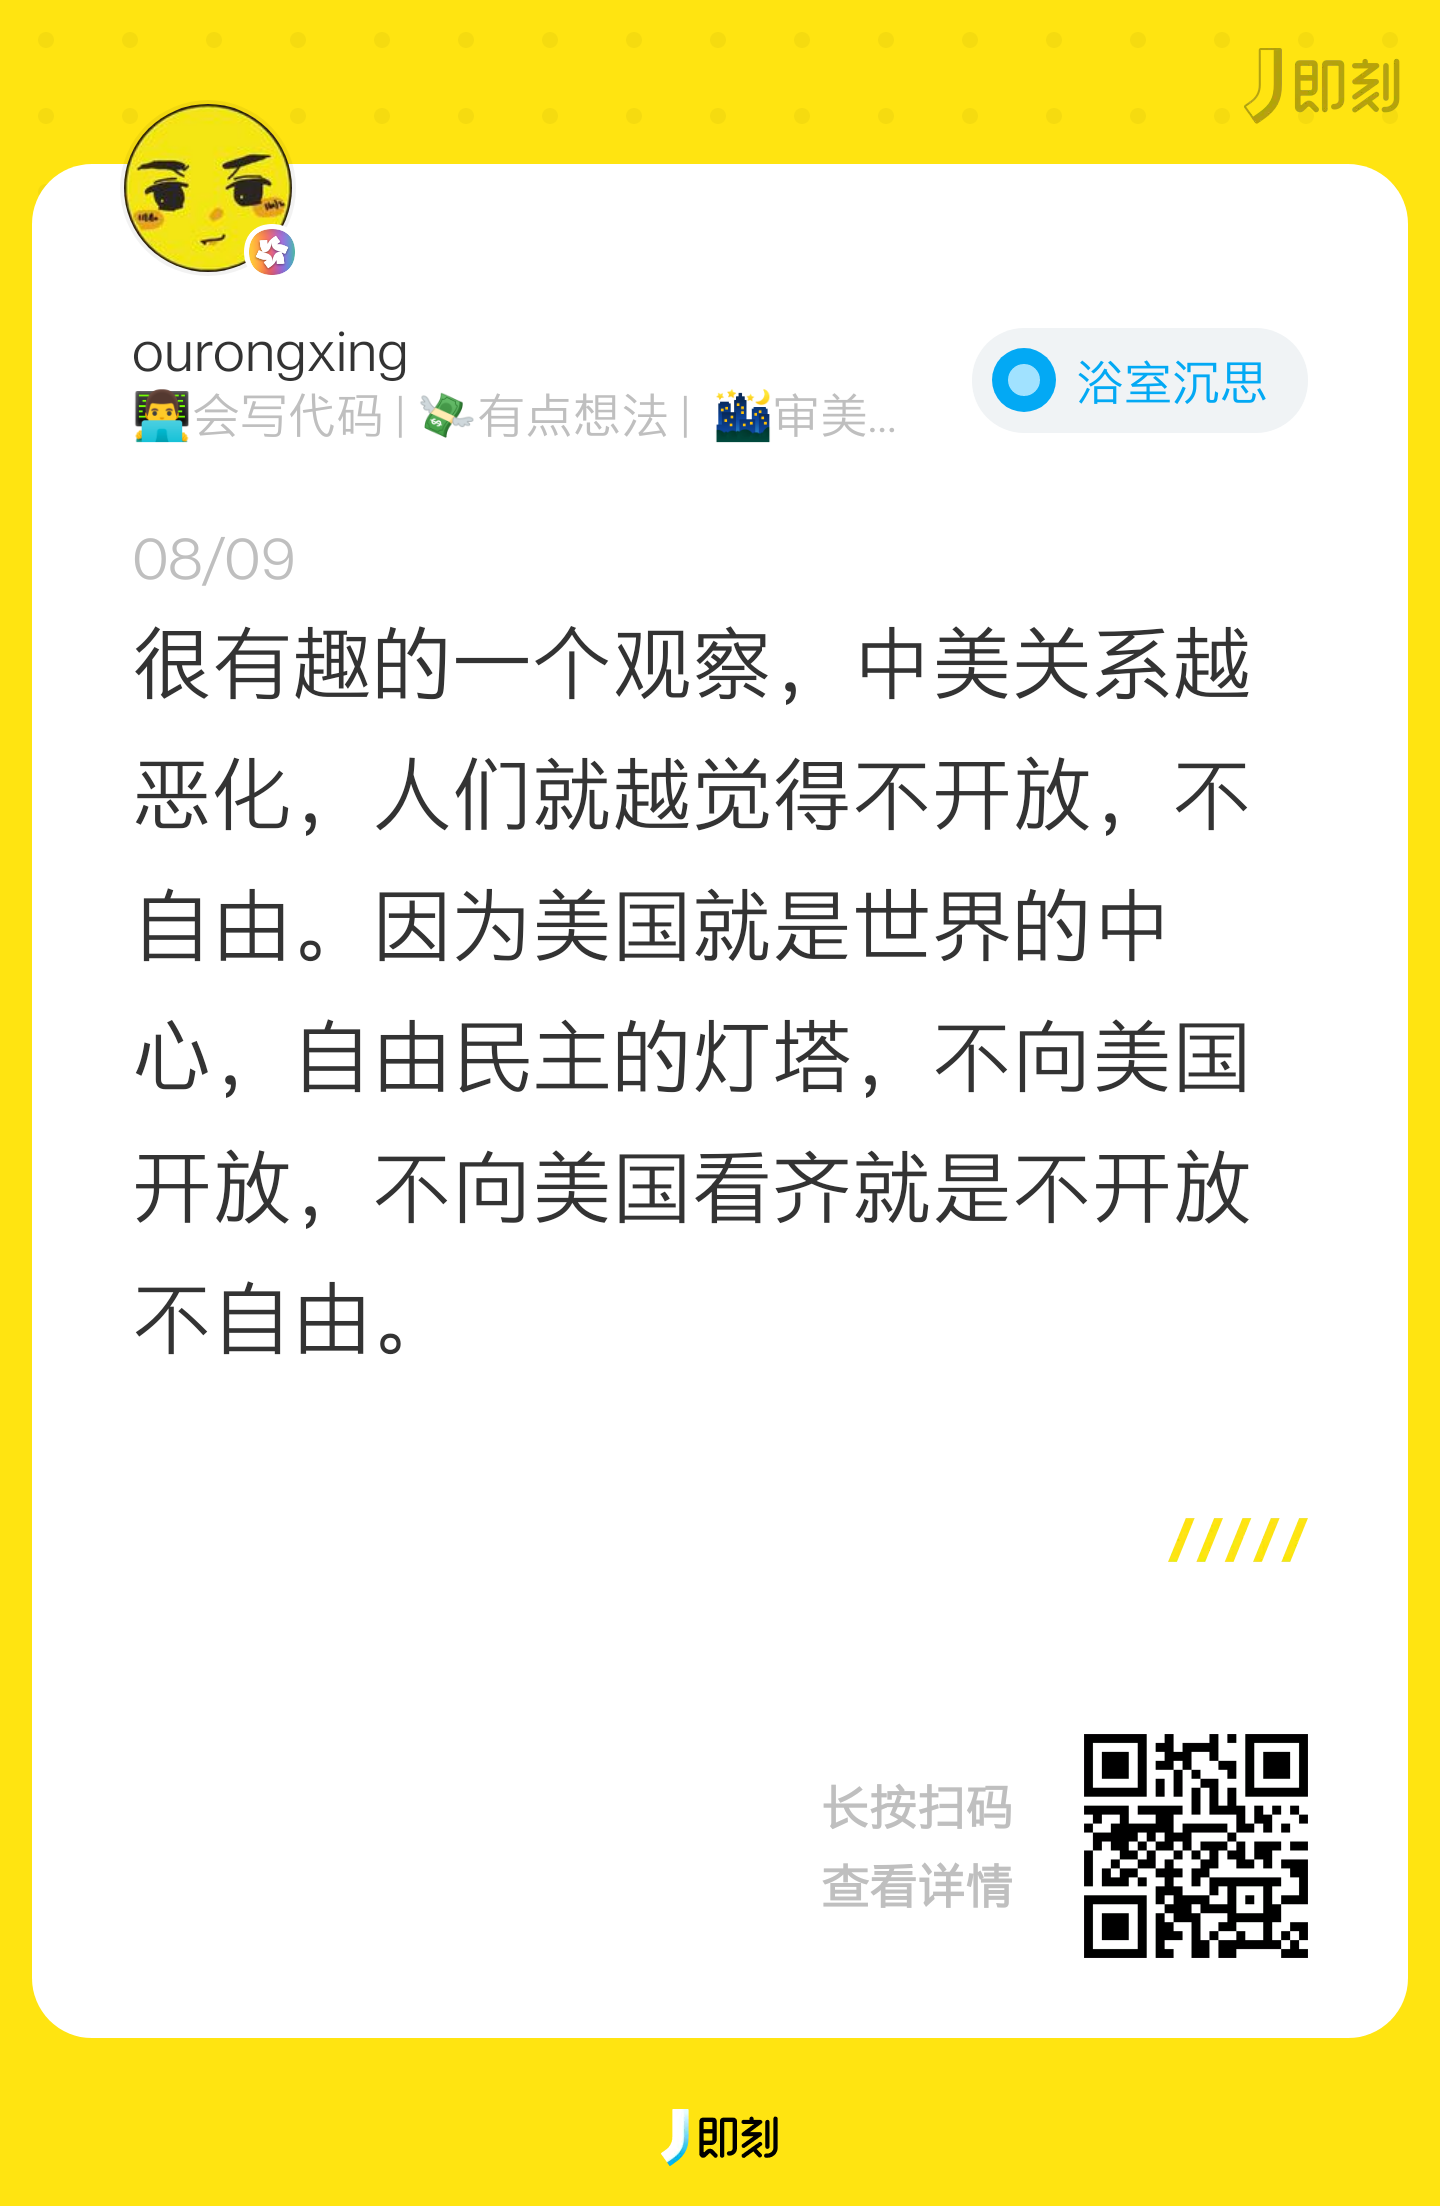 即刻
ourongxing
👨‍💻会写代码 | 💸有点想法 | 🌃审美...
浴室沉思
08/09
很有趣的一个观察，中美关系越
恶化，人们就越觉得不开放，不
自由。因为美国就是世界的中
心，自由民主的灯塔，不向美国
开放，不向美国看齐就是不开放
不自由。
长按扫码
查看详情
即刻